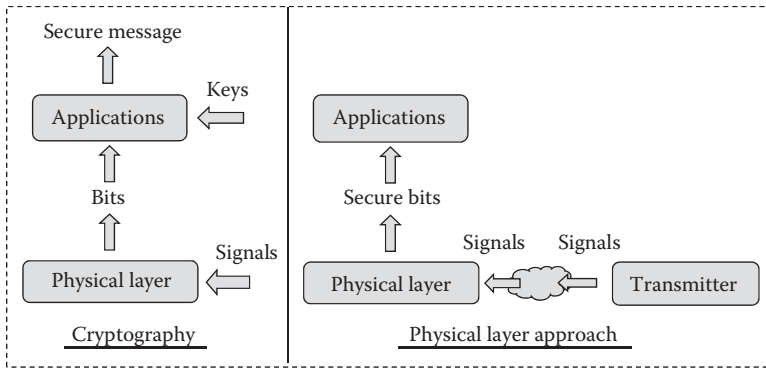 Secure message
Keys
Applications
Bits
Signals
Physical layer
Cryptography
Applications
Secure bits
Signals
Signals
Physical layer
Transmitter
Physical layer approach